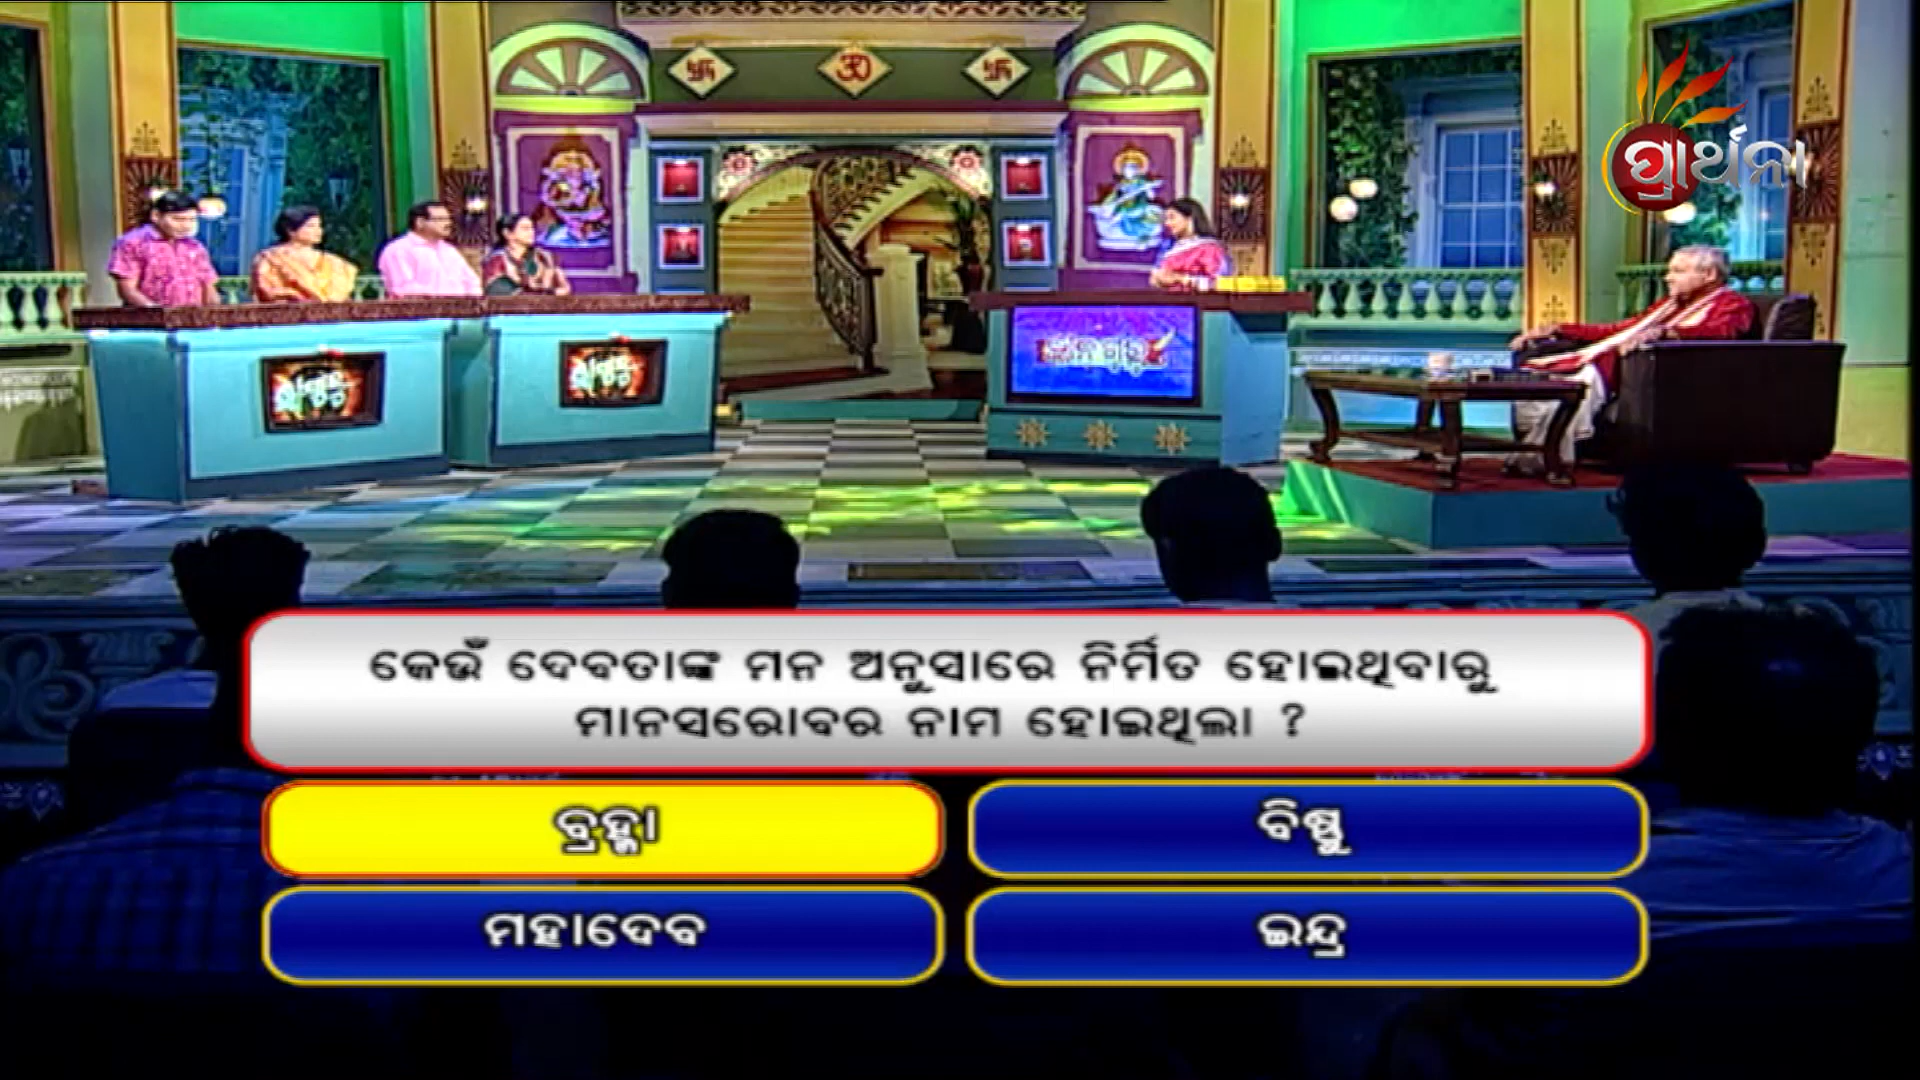 ॐ
ପ୍ରାର୍ଥନା
କେଉଁ ଦେବତାଙ୍କ ମନ ଅନୁସାରେ ନିର୍ମିତ ହୋଇଥିବାରୁ
ମାନସରୋବର ନାମ ହୋଇଥିଲା ?
ବ୍ରହ୍ମା
ବିଷ୍ଣୁ
ମହାଦେବ
ଇନ୍ଦ୍ର